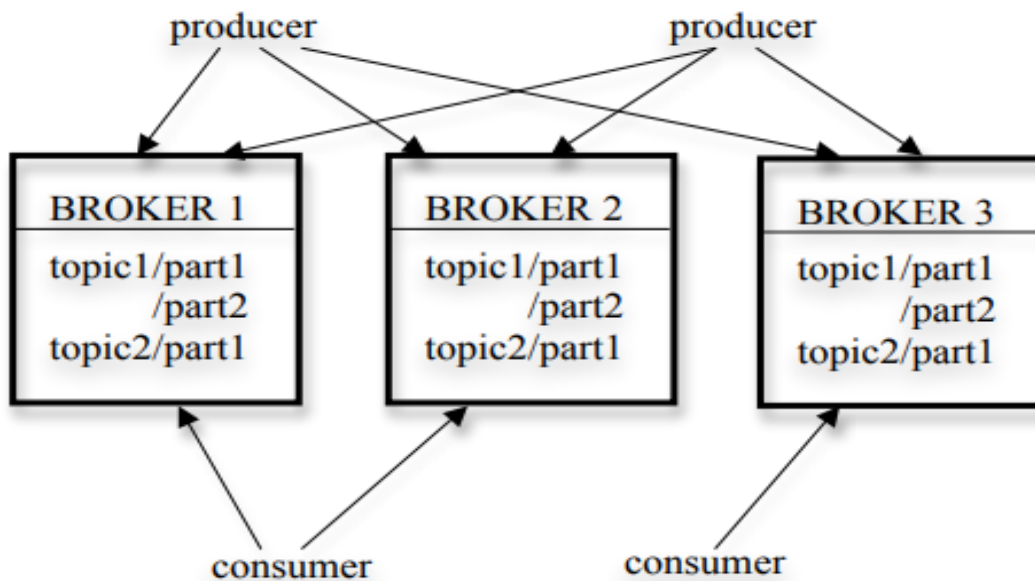 producer
producer
BROKER 1
topic1/part1
/part2
topic2/part1
BROKER 2
topic1/part1
/part2
topic2/part1
BROKER 3
topic1/part1
/part2
topic2/part1
consumer
consumer